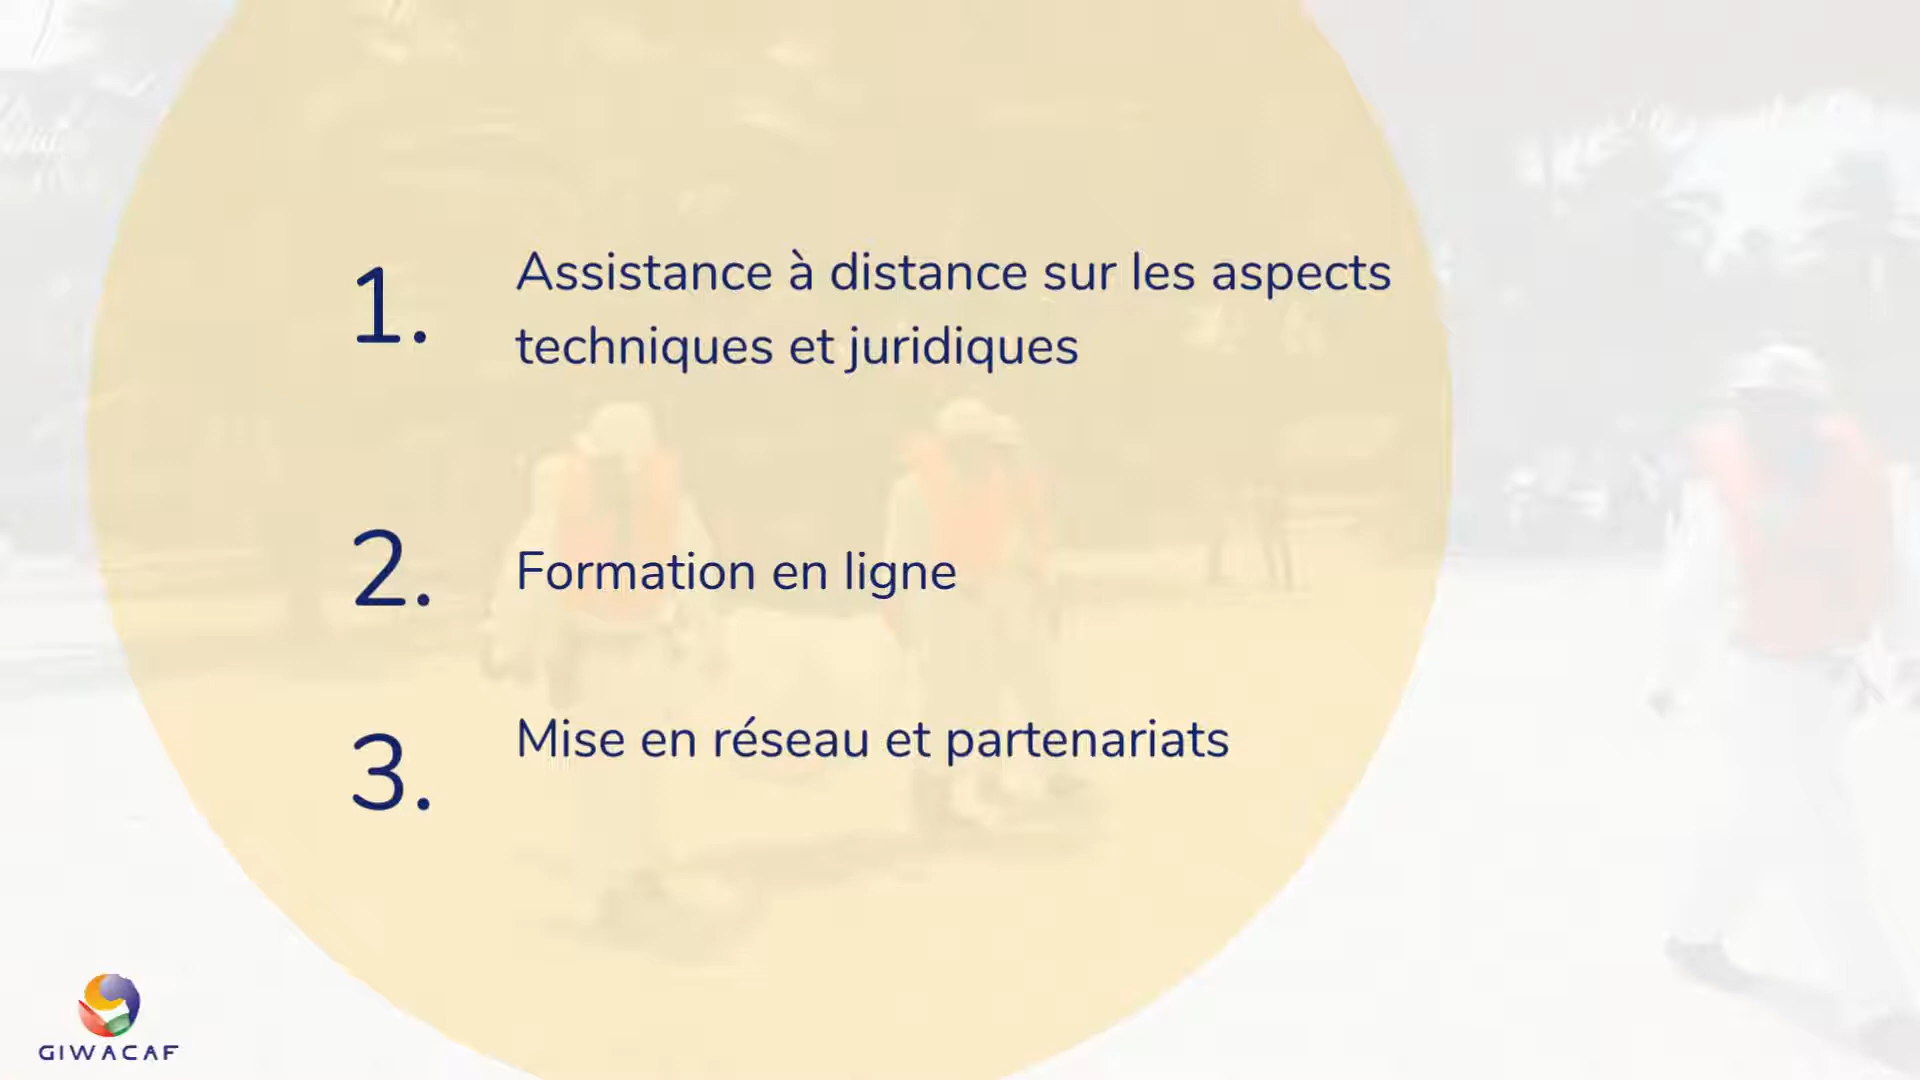 1.
Assistance à distance sur les aspects
techniques et juridiques
2.
Formation en ligne
3.
Mise en réseau et partenariats
GIWACAF